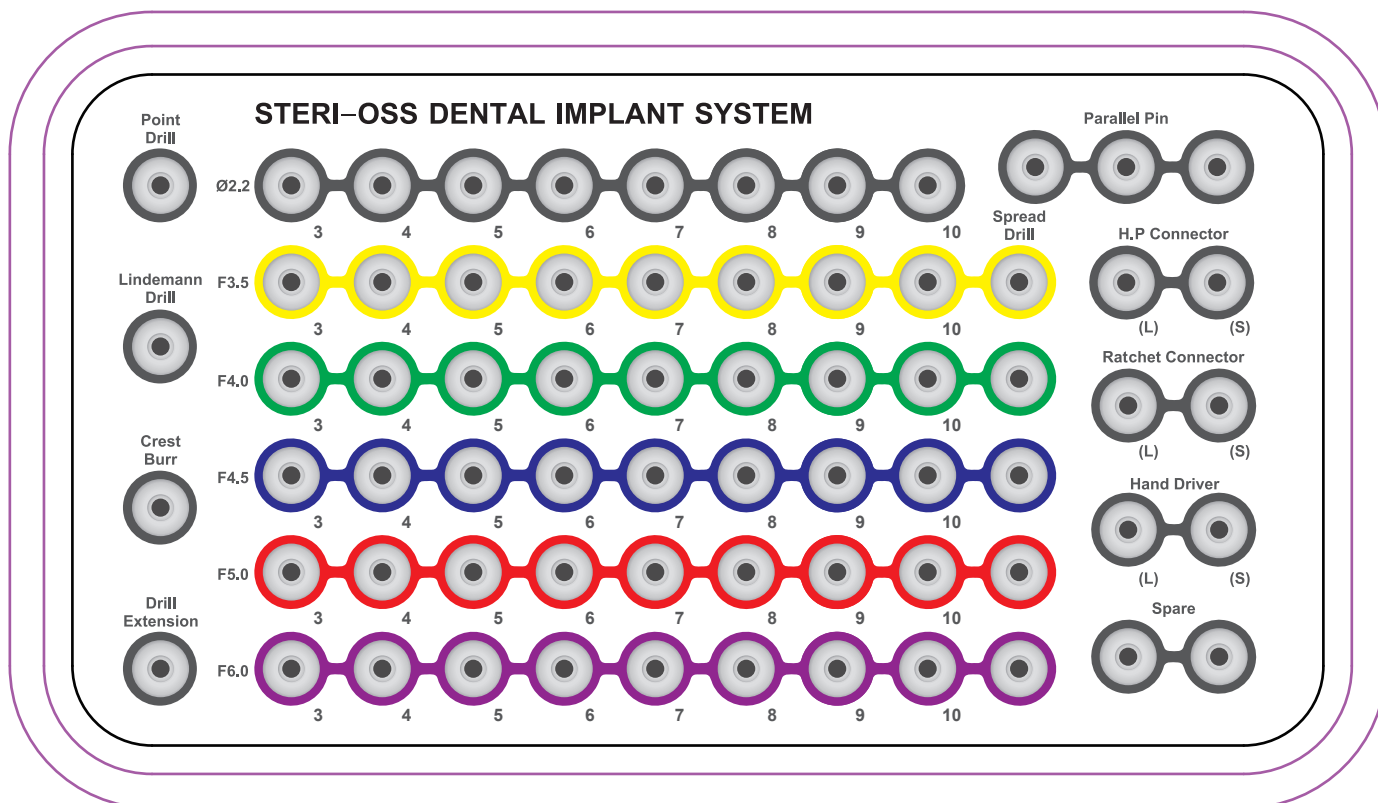 STERI–OSS DENTAL IMPLANT SYSTEM
Point
Drill
Lindemann
Drill
Crest
Burr
Drill
Extension
Ø2.2
3 4 5 6 7 8 9 10
Spread
Drill
F3.5
3 4 5 6 7 8 9 10
F4.0
3 4 5 6 7 8 9 10
F4.5
3 4 5 6 7 8 9 10
F5.0
3 4 5 6 7 8 9 10
F6.0
3 4 5 6 7 8 9 10
Parallel Pin
H.P Connector
(L) (S)
Ratchet Connector
(L) (S)
Hand Driver
(L) (S)
Spare